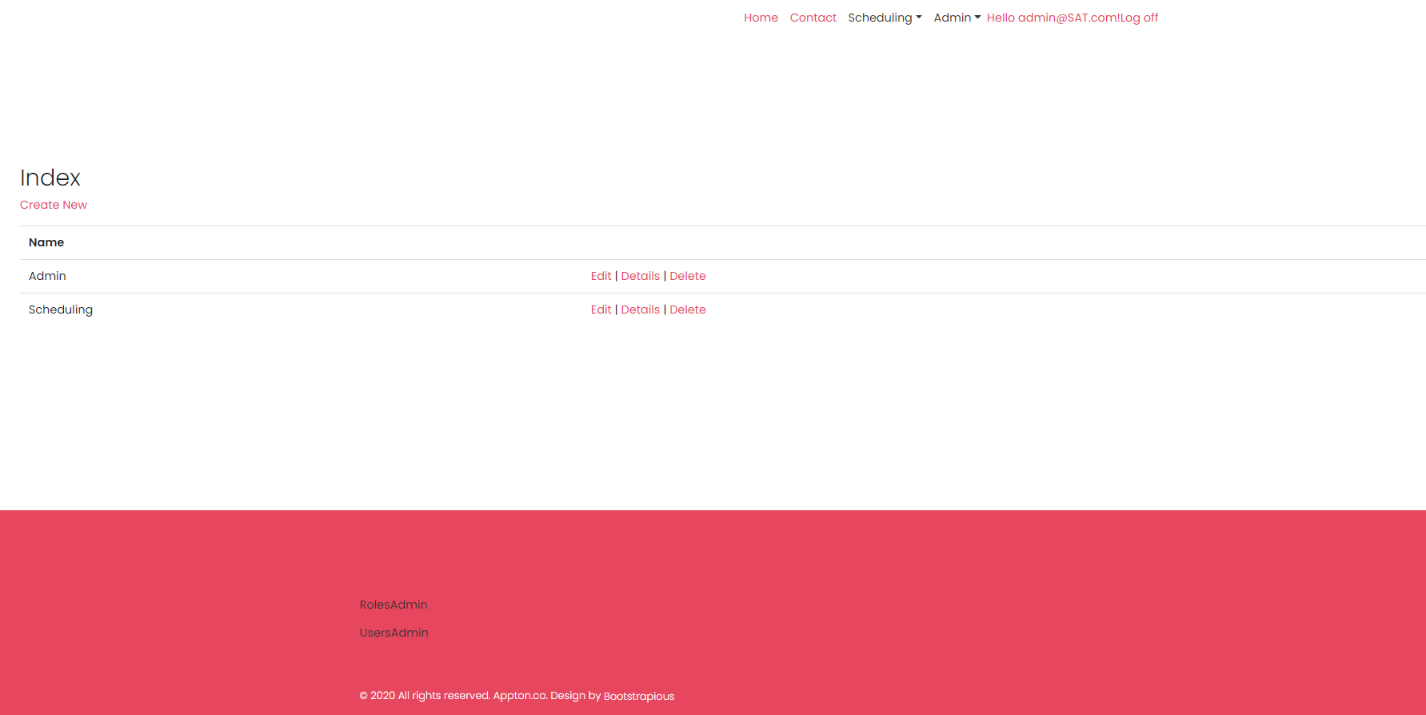 Home Contact Scheduling Admin Hello admin@SAT.com!Log off
Index
Create New
Name
Admin Edit | Details | Delete
Scheduling Edit | Details | Delete
RolesAdmin
UsersAdmin
© 2020 All rights reserved. Appton.co. Design by Bootstrapious